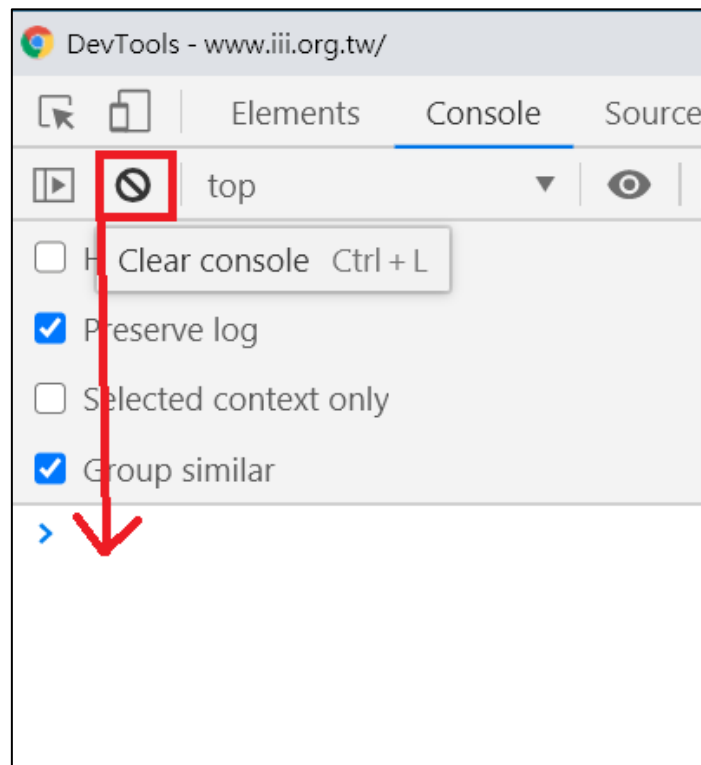 DevTools - www.iii.org.tw/
Elements Console Source
top
H Clear console Ctrl + L
Preserve log
Selected context only
Group similar